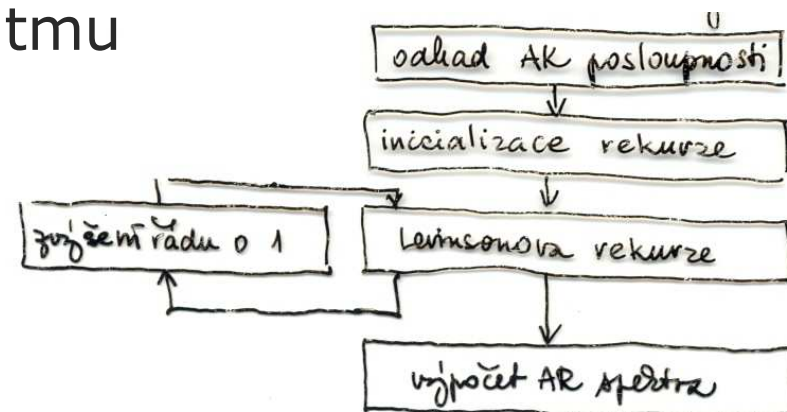 tmu
odhad AK posloupnosti
inicializace rekurze
zvýšení řádu o 1
Levinsonova rekurze
výpočet AR spektra